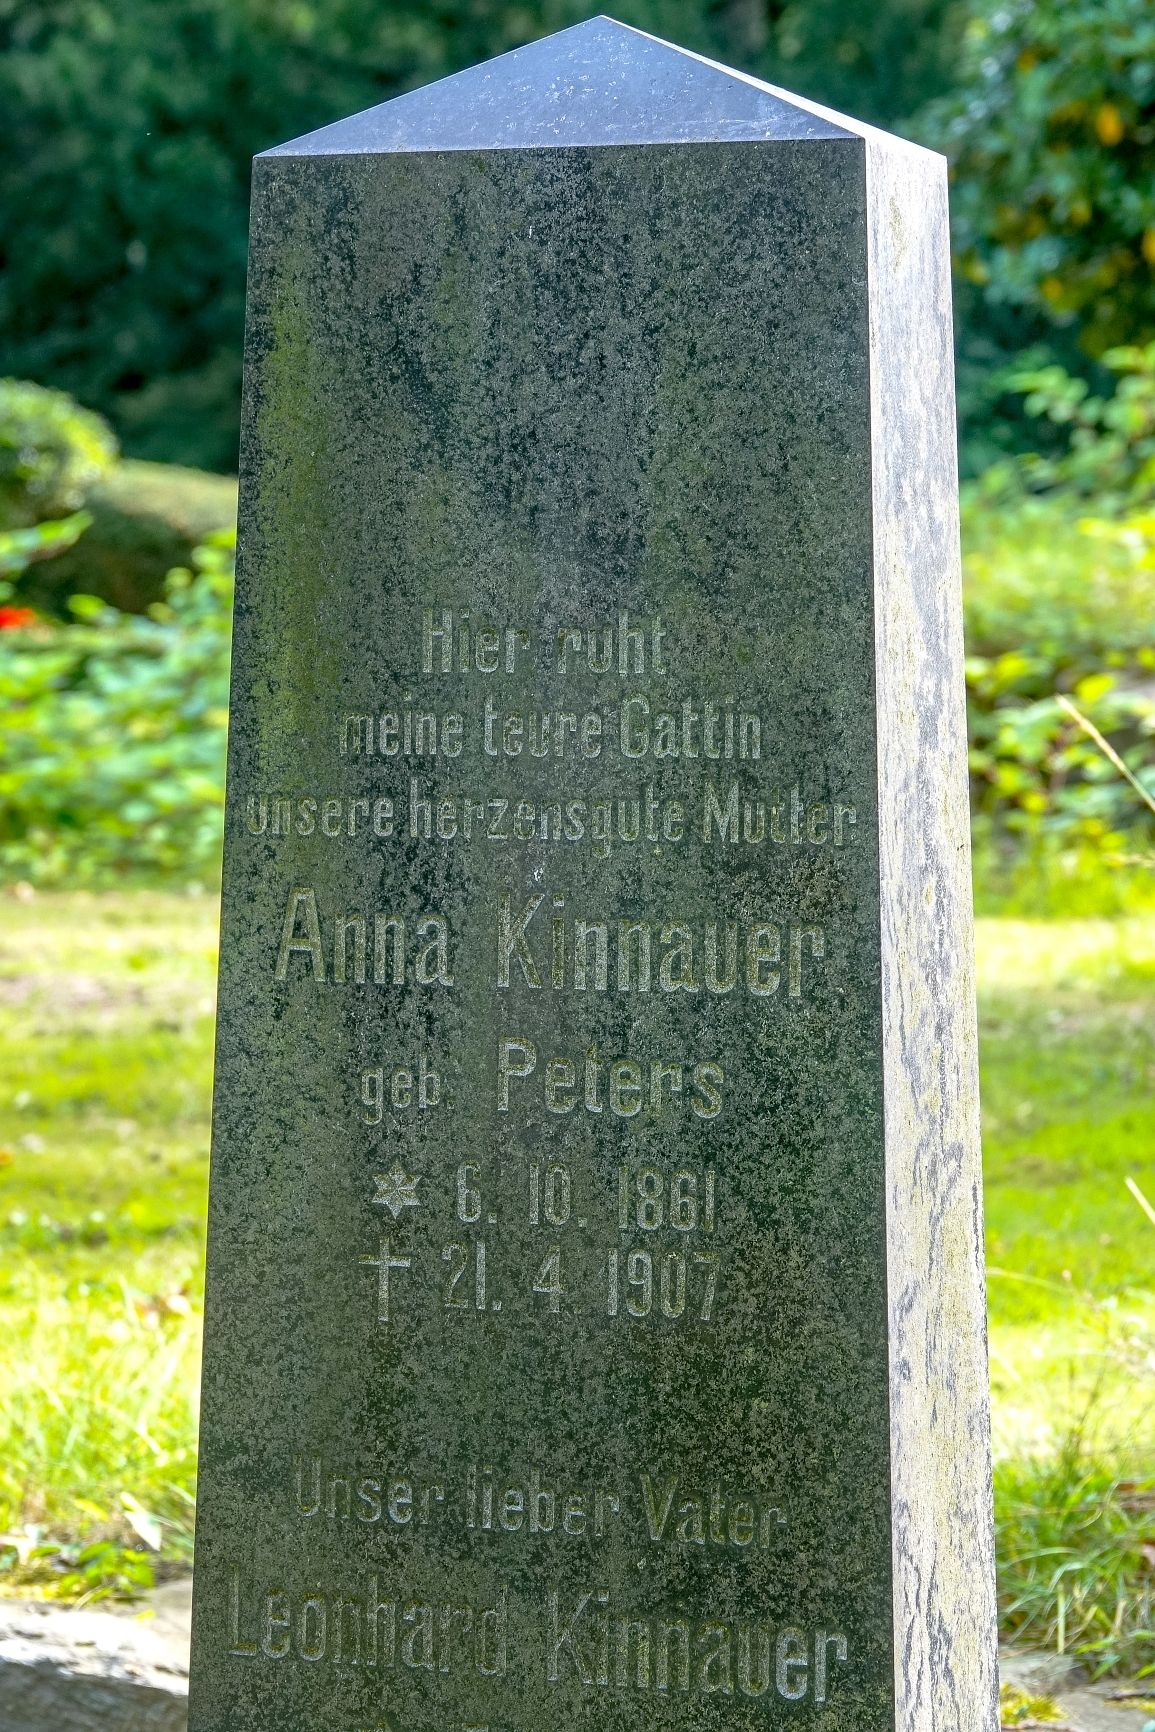 Hier ruht
meine teure Gattin
unsere herzensgute Mutter
Anna Kinnauer
geb. Peters
6. 10. 1861
† 21. 4. 1907
Unser lieber Vater
Leonhard Kinnauer